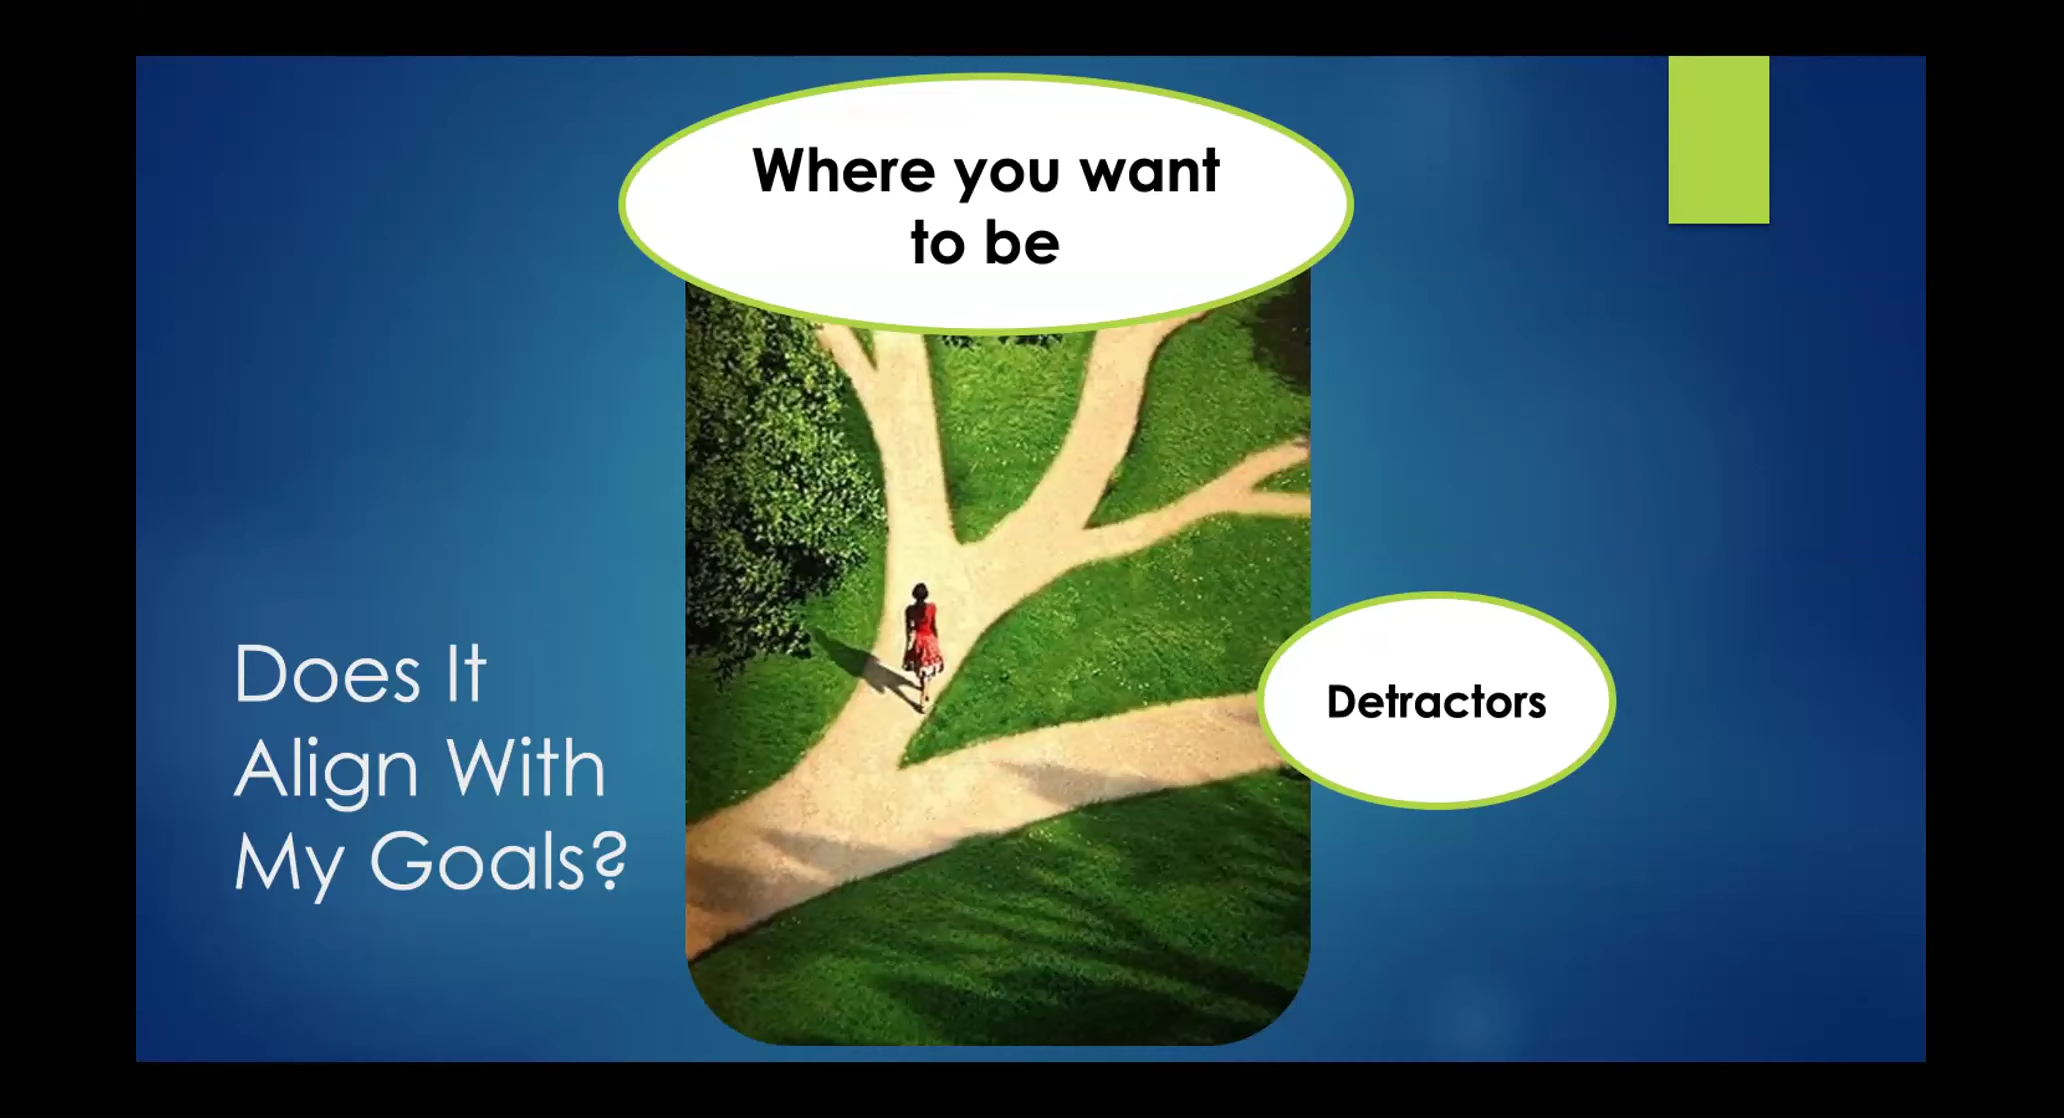 Where you want
to be
Does It
Align With
My Goals?
Detractors